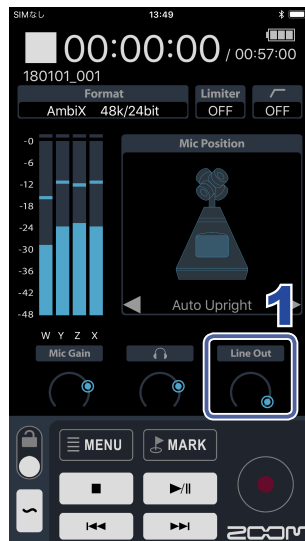 SIMなし 13:49
00:00:00 / 00:57:00
180101_001
Format Limiter
AmbiX 48k/24bit OFF OFF
-0 Mic Position
-6
-12
-18
-24
-30
-36
-42
-48 Auto Upright 1
W Y Z X
Mic Gain Line Out
MENU MARK
ZOOM